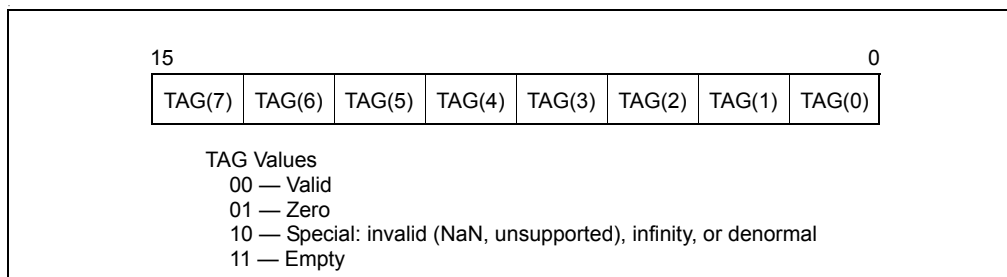 15 0
TAG(7) TAG(6) TAG(5) TAG(4) TAG(3) TAG(2) TAG(1) TAG(0)
TAG Values
00 — Valid
01 — Zero
10 — Special: invalid (NaN, unsupported), infinity, or denormal
11 — Empty